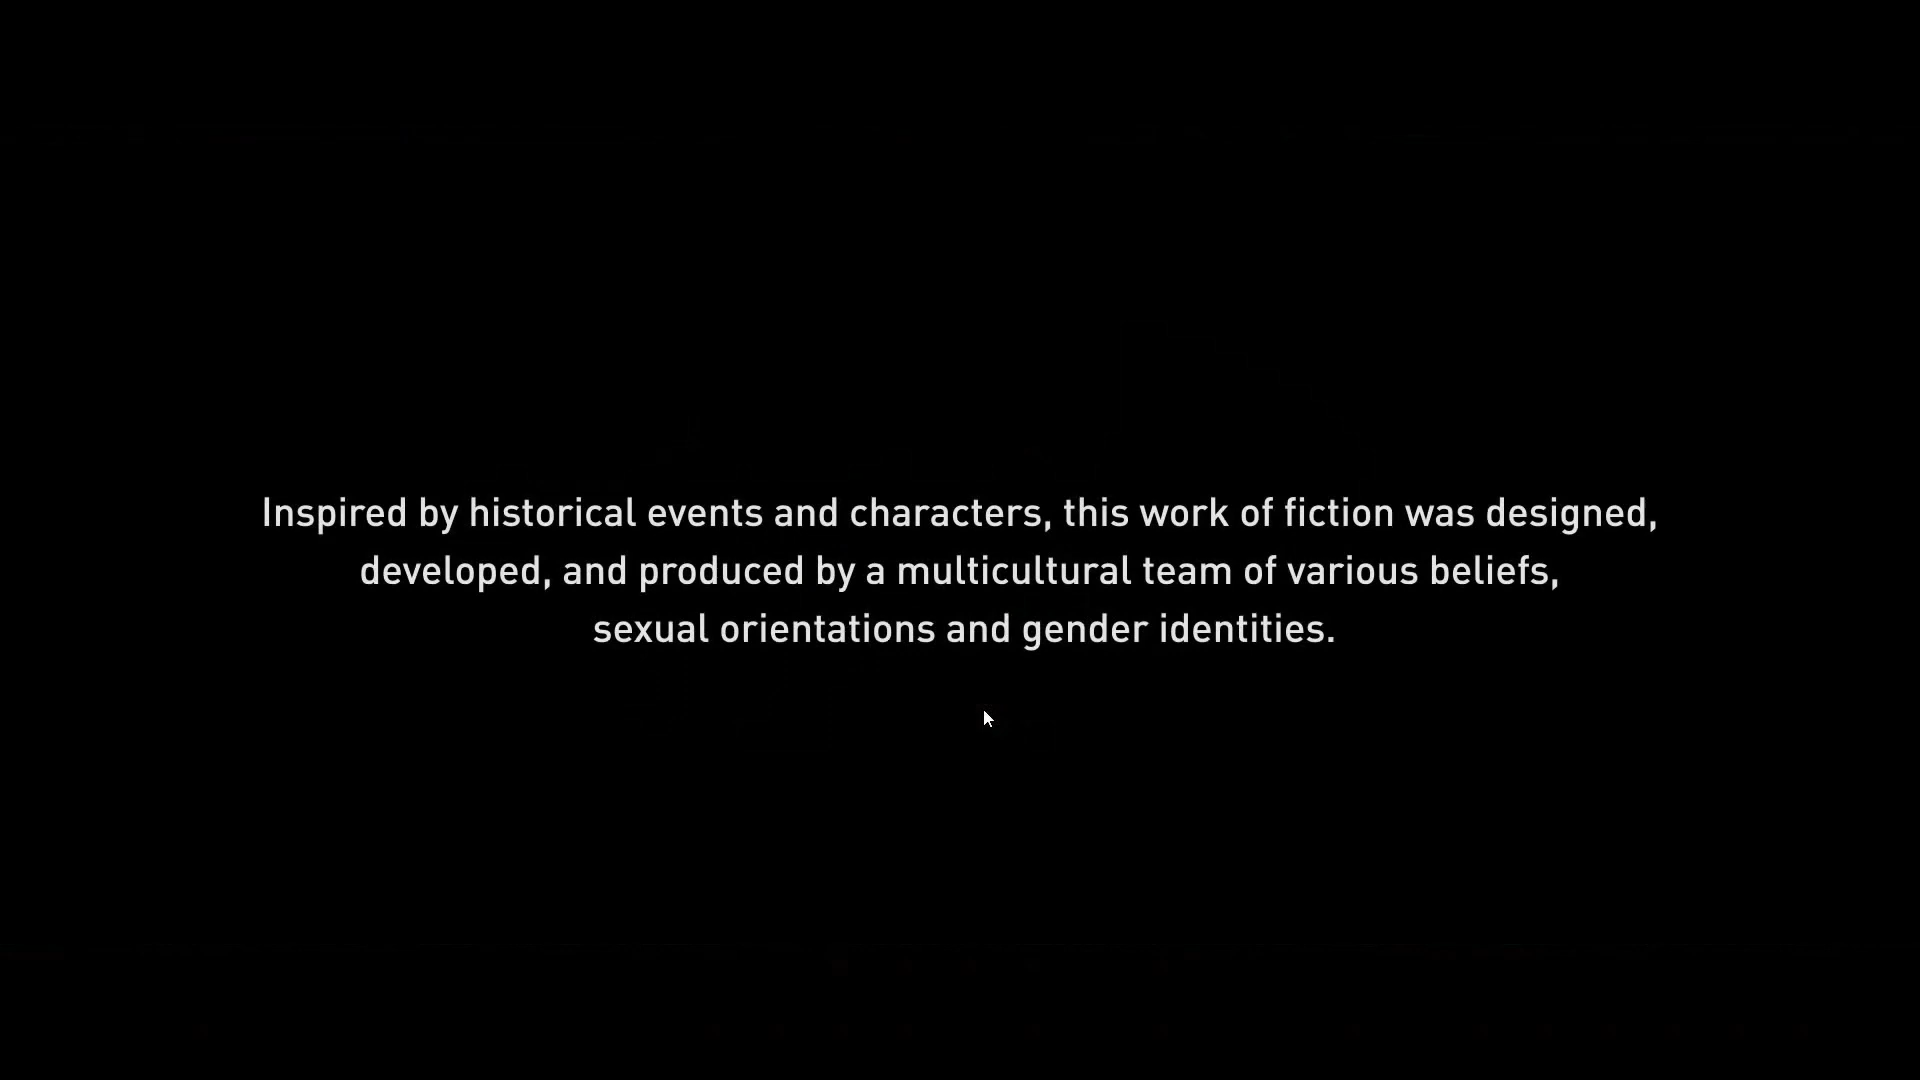 Inspired by historical events and characters, this work of fiction was designed,
developed, and produced by a multicultural team of various beliefs,
sexual orientations and gender identities.